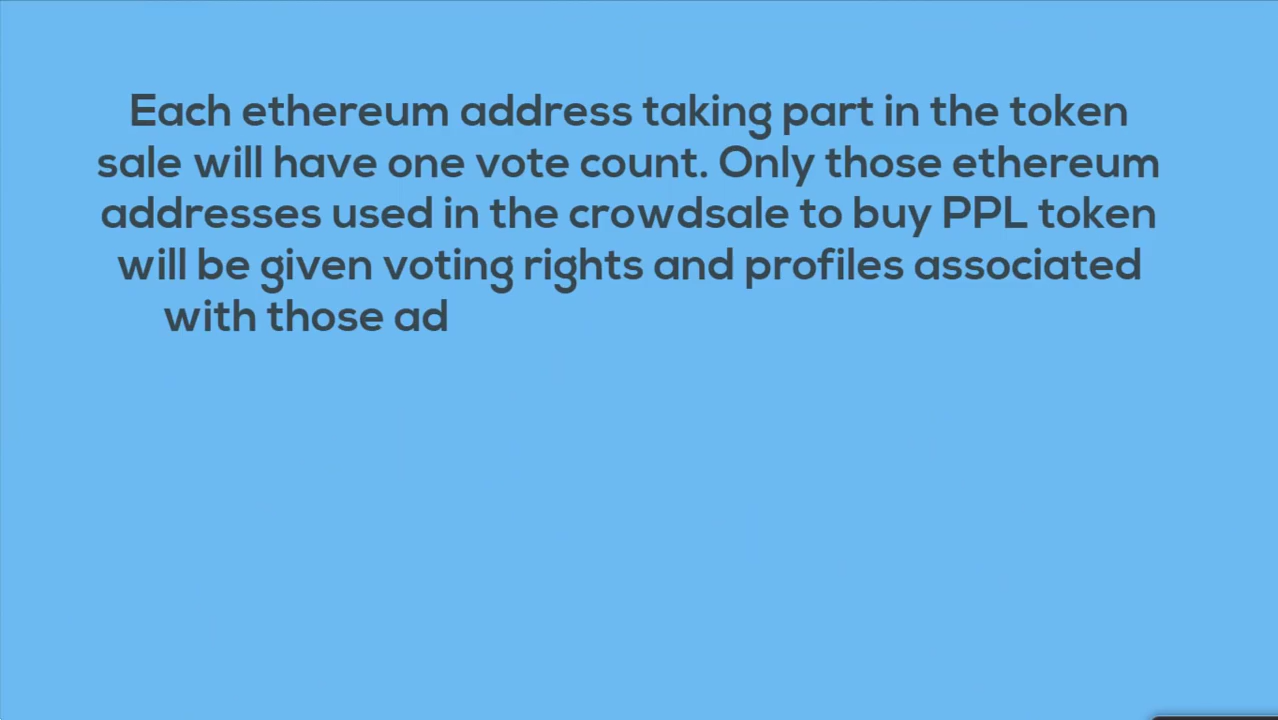 Each ethereum address taking part in the token
sale will have one vote count. Only those ethereum
addresses used in the crowdsale to buy PPL token
will be given voting rights and profiles associated
with those ad